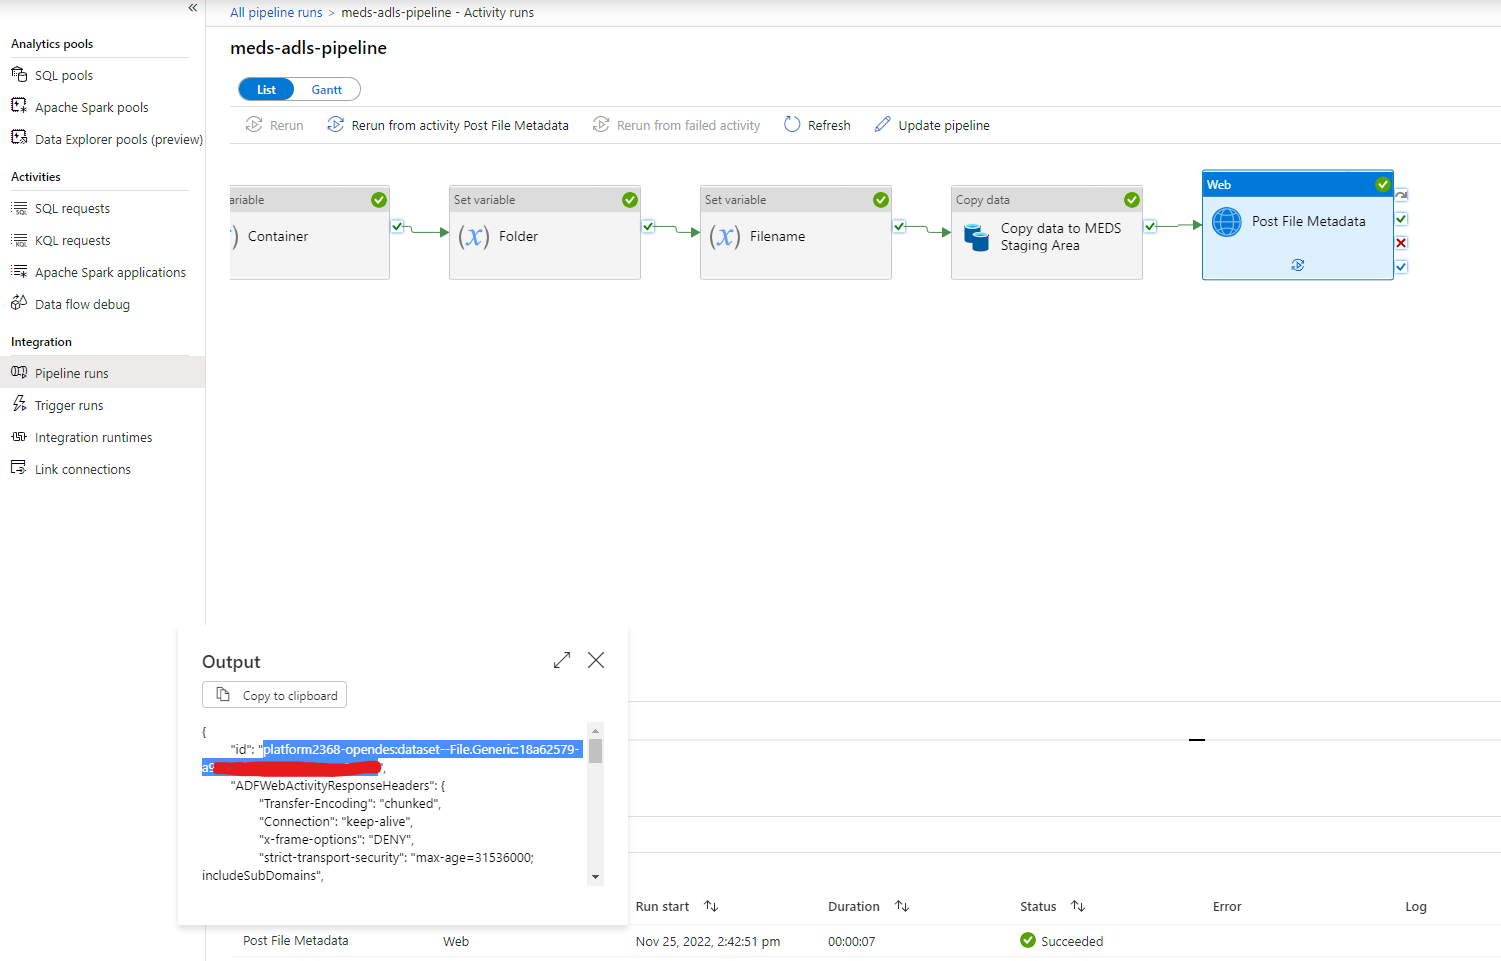 All pipeline runs > meds-adls-pipeline - Activity runs
Analytics pools
SQL pools
Apache Spark pools
Data Explorer pools (preview)
Activities
SQL requests
KQL requests
Apache Spark applications
Data flow debug
Integration
Pipeline runs
Trigger runs
Integration runtimes
Link connections
meds-adls-pipeline
List Gantt
Rerun Rerun from activity Post File Metadata Rerun from failed activity Refresh Update pipeline
ariable
Container
Set variable
(x) Folder
Set variable
(x) Filename
Copy data
Copy data to MEDS
Staging Area
Web
Post File Metadata
Output
Copy to clipboard
{
"id": "platform2368-opendes:dataset--File.Generic:18a62579-
",
"ADFWebActivityResponseHeaders": {
"Transfer-Encoding": "chunked",
"Connection": "keep-alive",
"x-frame-options": "DENY",
"strict-transport-security": "max-age=31536000;
includeSubDomains",
Run start Duration Status Error Log
Post File Metadata Web Nov 25, 2022, 2:42:51 pm 00:00:07 Succeeded